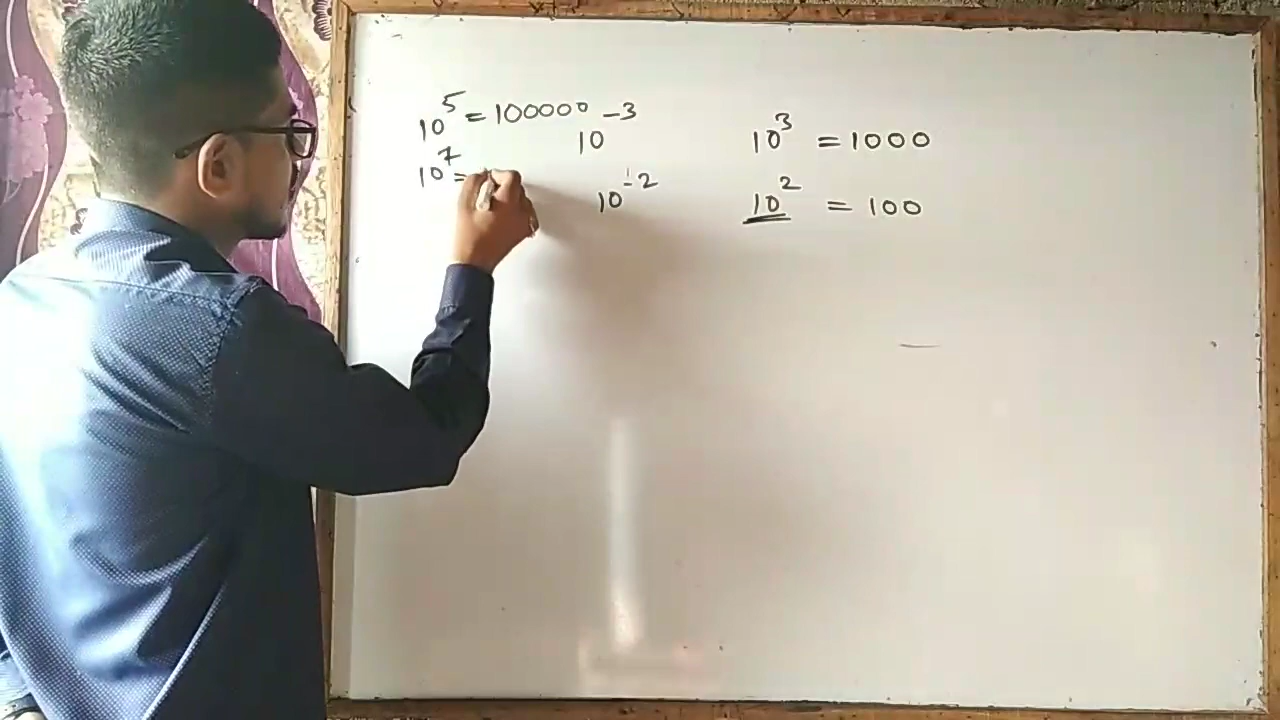 10⁵ = 100000
10⁷ =
10⁻³
10⁻²
10³ = 1000
10² = 100